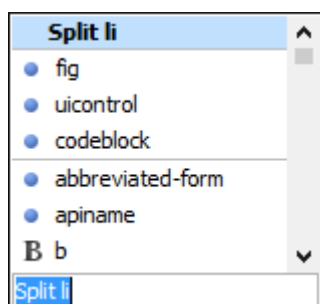 Split li
fig
uicontrol
codeblock
abbreviated-form
apiname
B b
Split li